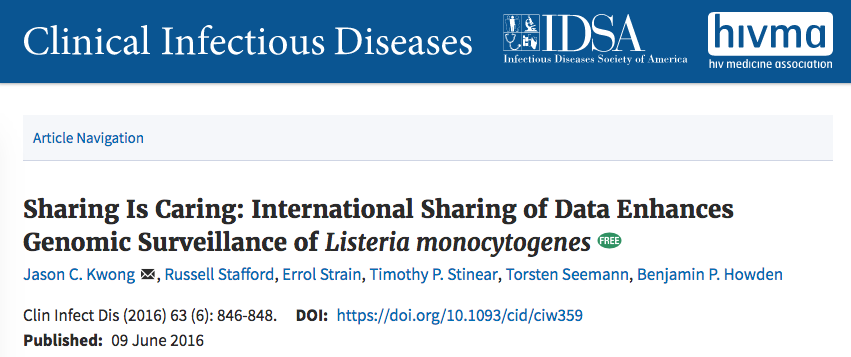 Clinical Infectious Diseases
IDSA
Infectious Diseases Society of America
hivma
hiv medicine association
Article Navigation
Sharing Is Caring: International Sharing of Data Enhances
Genomic Surveillance of Listeria monocytogenes FREE
Jason C. Kwong , Russell Stafford, Errol Strain, Timothy P. Stinear, Torsten Seemann, Benjamin P. Howden
Clin Infect Dis (2016) 63 (6): 846-848. DOI: https://doi.org/10.1093/cid/ciw359
Published: 09 June 2016